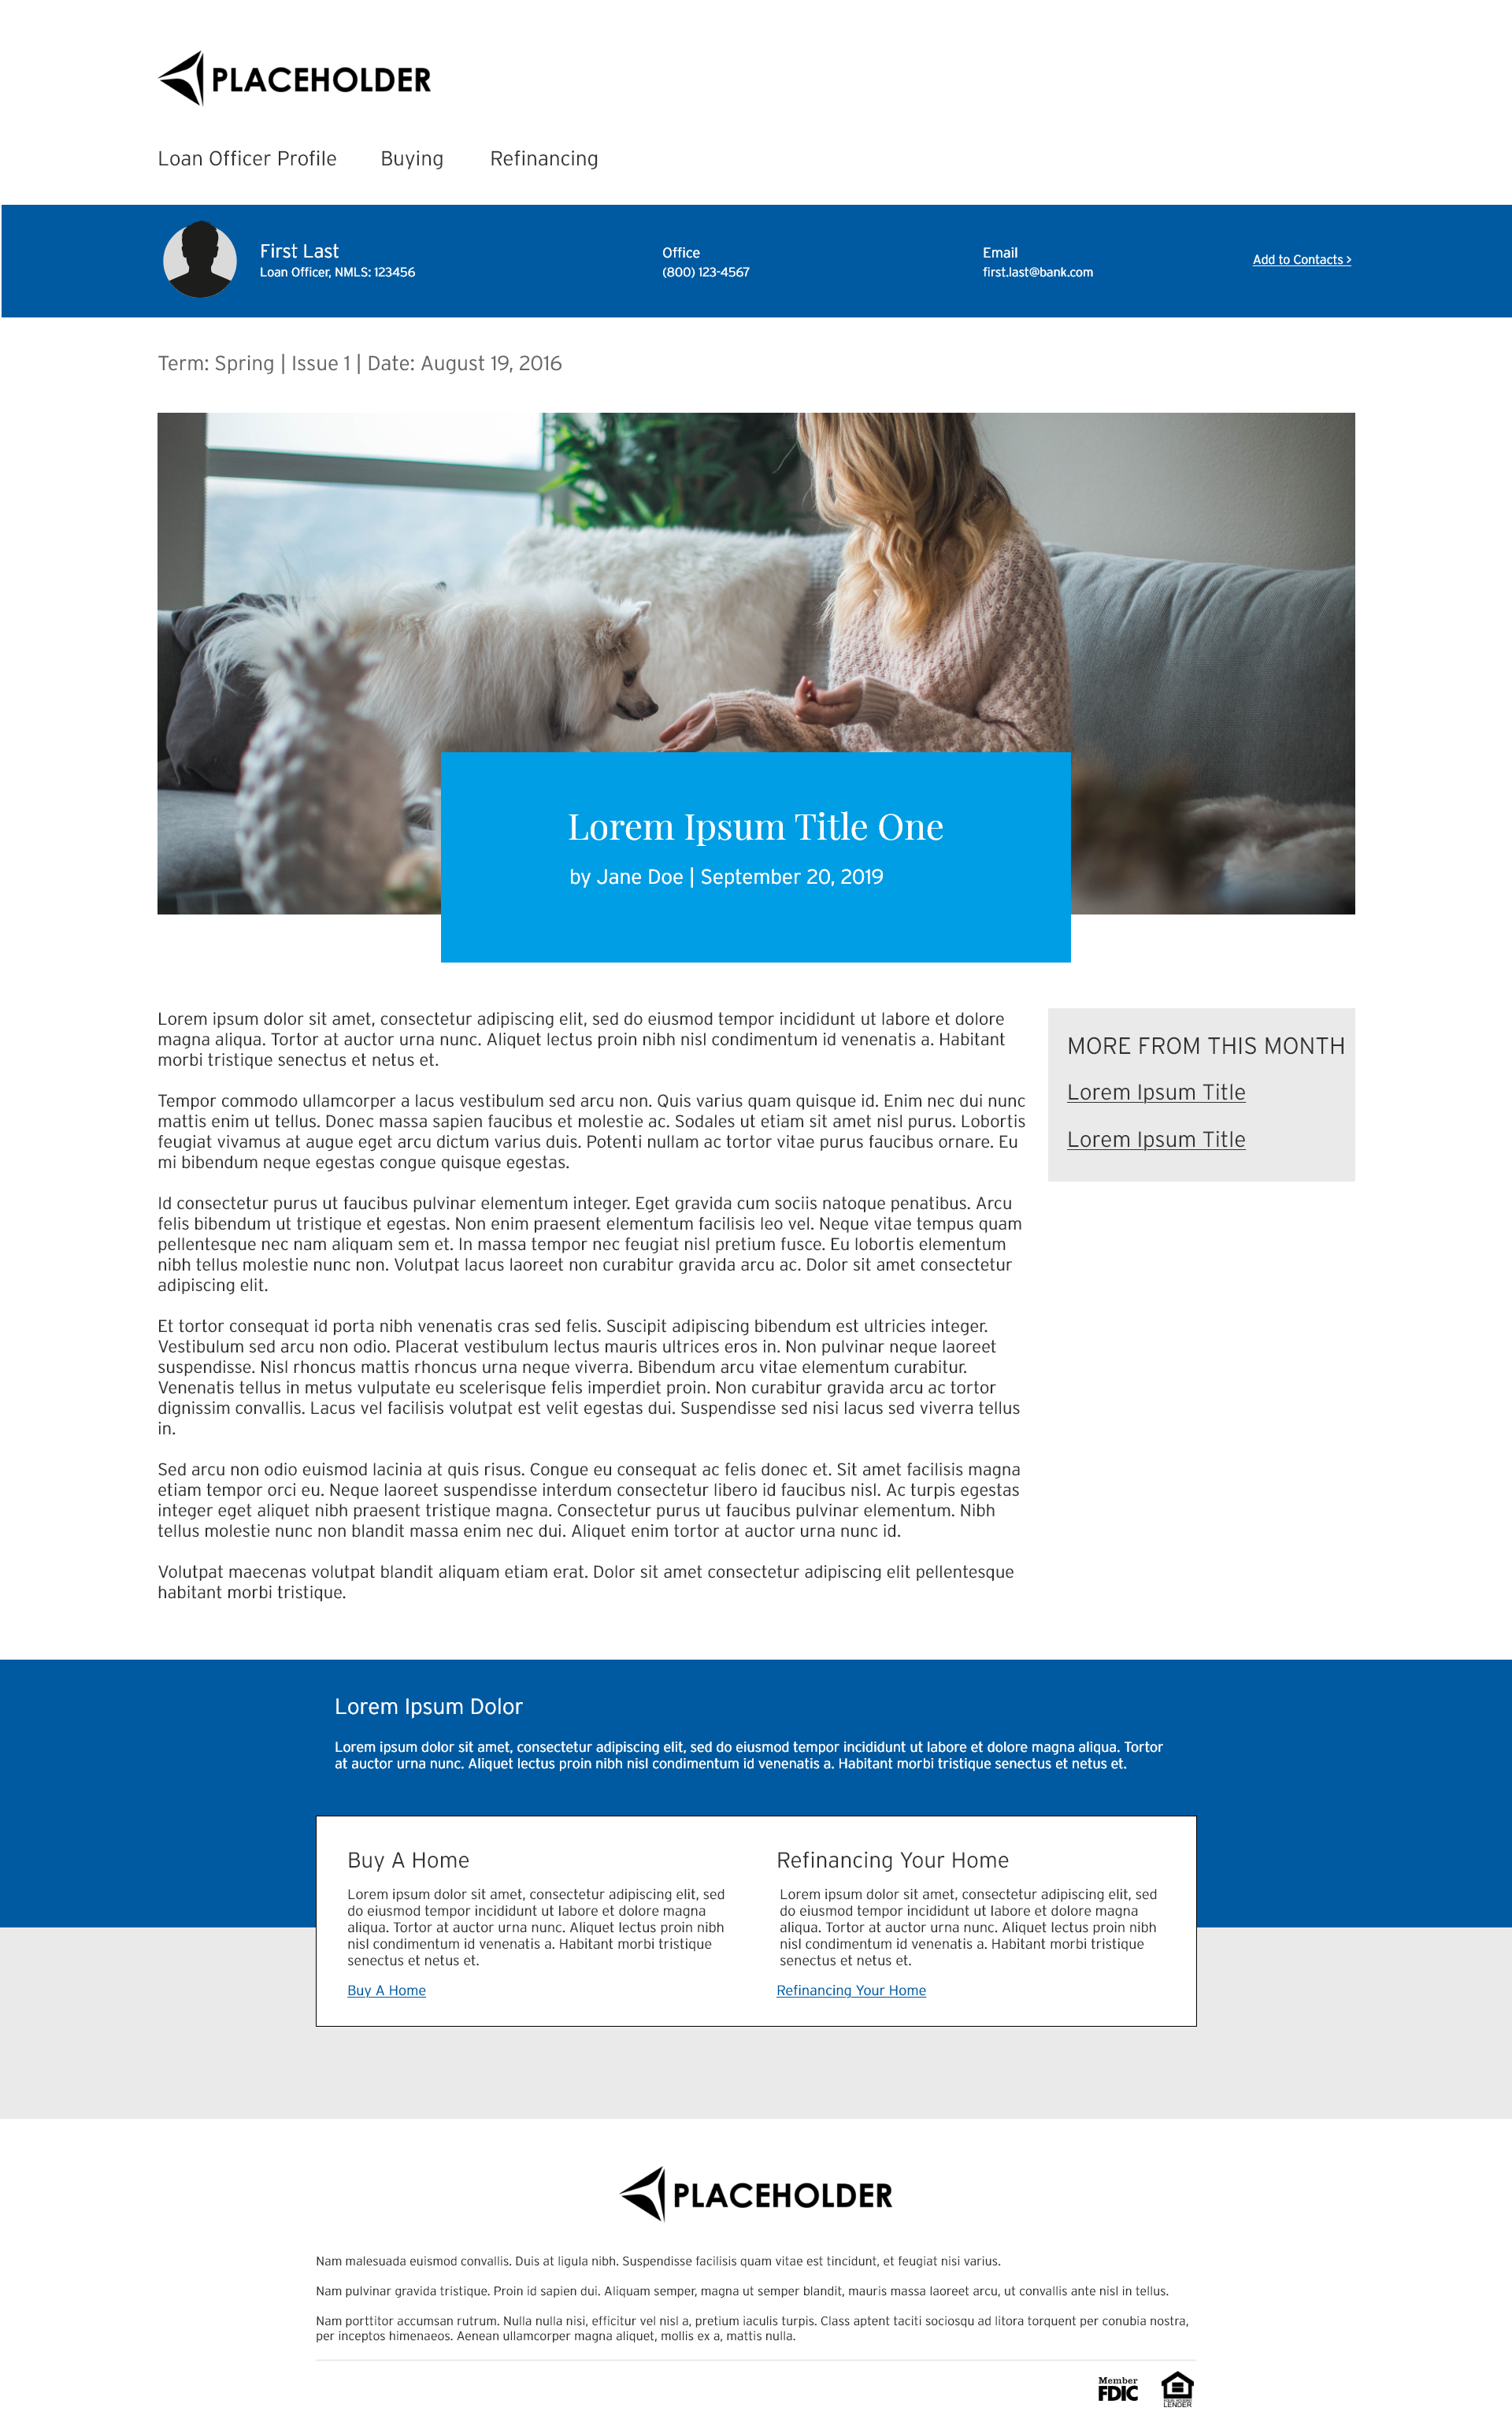 PLACEHOLDER
Loan Officer Profile Buying Refinancing
First Last
Loan Officer, NMLS: 123456
Office
(800) 123-4567
Email
first.last@bank.com
Add to Contacts >
Term: Spring | Issue 1 | Date: August 19, 2016
Lorem Ipsum Title One
by Jane Doe | September 20, 2019
Lorem ipsum dolor sit amet, consectetur adipiscing elit, sed do eiusmod tempor incididunt ut labore et dolore
magna aliqua. Tortor at auctor urna nunc. Aliquet lectus proin nibh nisl condimentum id venenatis a. Habitant
morbi tristique senectus et netus et.
Tempor commodo ullamcorper a lacus vestibulum sed arcu non. Quis varius quam quisque id. Enim nec dui nunc
mattis enim ut tellus. Donec massa sapien faucibus et molestie ac. Sodales ut etiam sit amet nisl purus. Lobortis
feugiat vivamus at augue eget arcu dictum varius duis. Potenti nullam ac tortor vitae purus faucibus ornare. Eu
mi bibendum neque egestas congue quisque egestas.
Id consectetur purus ut faucibus pulvinar elementum integer. Eget gravida cum sociis natoque penatibus. Arcu
felis bibendum ut tristique et egestas. Non enim praesent elementum facilisis leo vel. Neque vitae tempus quam
pellentesque nec nam aliquam sem et. In massa tempor nec feugiat nisl pretium fusce. Eu lobortis elementum
nibh tellus molestie nunc non. Volutpat lacus laoreet non curabitur gravida arcu ac. Dolor sit amet consectetur
adipiscing elit.
Et tortor consequat id porta nibh venenatis cras sed felis. Suscipit adipiscing bibendum est ultricies integer.
Vestibulum sed arcu non odio. Placerat vestibulum lectus mauris ultrices eros in. Non pulvinar neque laoreet
suspendisse. Nisl rhoncus mattis rhoncus urna neque viverra. Bibendum arcu vitae elementum curabitur.
Venenatis tellus in metus vulputate eu scelerisque felis imperdiet proin. Non curabitur gravida arcu ac tortor
dignissim convallis. Lacus vel facilisis volutpat est velit egestas dui. Suspendisse sed nisi lacus sed viverra tellus
in.
Sed arcu non odio euismod lacinia at quis risus. Congue eu consequat ac felis donec et. Sit amet facilisis magna
etiam tempor orci eu. Neque laoreet suspendisse interdum consectetur libero id faucibus nisl. Ac turpis egestas
integer eget aliquet nibh praesent tristique magna. Consectetur purus ut faucibus pulvinar elementum. Nibh
tellus molestie nunc non blandit massa enim nec dui. Aliquet enim tortor at auctor urna nunc id.
Volutpat maecenas volutpat blandit aliquam etiam erat. Dolor sit amet consectetur adipiscing elit pellentesque
habitant morbi tristique.
MORE FROM THIS MONTH
Lorem Ipsum Title
Lorem Ipsum Title
Lorem Ipsum Dolor
Lorem ipsum dolor sit amet, consectetur adipiscing elit, sed do eiusmod tempor incididunt ut labore et dolore magna aliqua. Tortor
at auctor urna nunc. Aliquet lectus proin nibh nisl condimentum id venenatis a. Habitant morbi tristique senectus et netus et.
Buy A Home
Lorem ipsum dolor sit amet, consectetur adipiscing elit, sed
do eiusmod tempor incididunt ut labore et dolore magna
aliqua. Tortor at auctor urna nunc. Aliquet lectus proin nibh
nisl condimentum id venenatis a. Habitant morbi tristique
senectus et netus et.
Buy A Home
Refinancing Your Home
Lorem ipsum dolor sit amet, consectetur adipiscing elit, sed
do eiusmod tempor incididunt ut labore et dolore magna
aliqua. Tortor at auctor urna nunc. Aliquet lectus proin nibh
nisl condimentum id venenatis a. Habitant morbi tristique
senectus et netus et.
Refinancing Your Home
PLACEHOLDER
Nam malesuada euismod convallis. Duis at ligula nibh. Suspendisse facilisis quam vitae est tincidunt, et feugiat nisi varius.
Nam pulvinar gravida tristique. Proin id sapien dui. Aliquam semper, magna ut semper blandit, mauris massa laoreet arcu, ut convallis ante nisl in tellus.
Nam porttitor accumsan rutrum. Nulla nulla nisi, efficitur vel nisl a, pretium iaculis turpis. Class aptent taciti sociosqu ad litora torquent per conubia nostra,
per inceptos himenaeos. Aenean ullamcorper magna aliquet, mollis ex a, mattis nulla.
Member
FDIC
LENDER